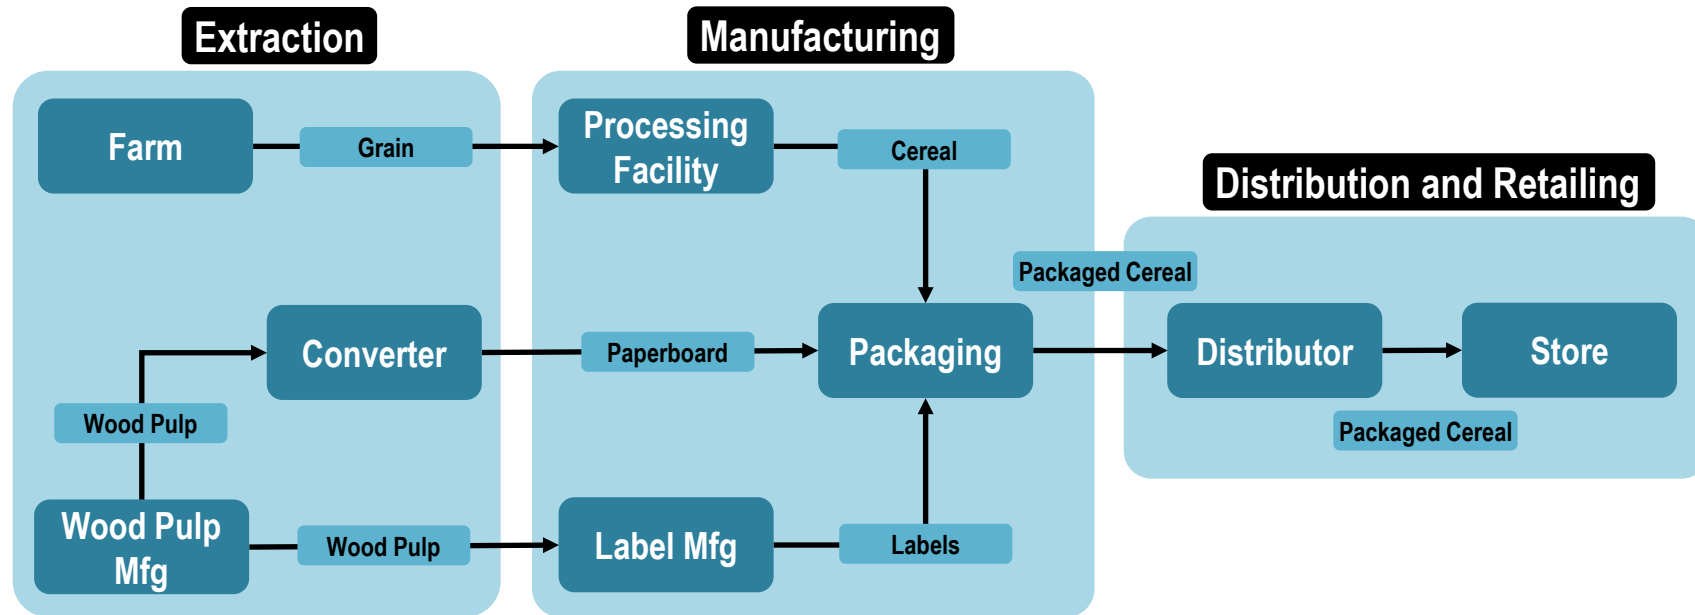 Extraction
Manufacturing
Farm
Grain
Processing
Facility
Cereal
Distribution and Retailing
Packaged Cereal
Converter
Paperboard
Packaging
Distributor
Store
Wood Pulp
Packaged Cereal
Wood Pulp
Mfg
Wood Pulp
Label Mfg
Labels